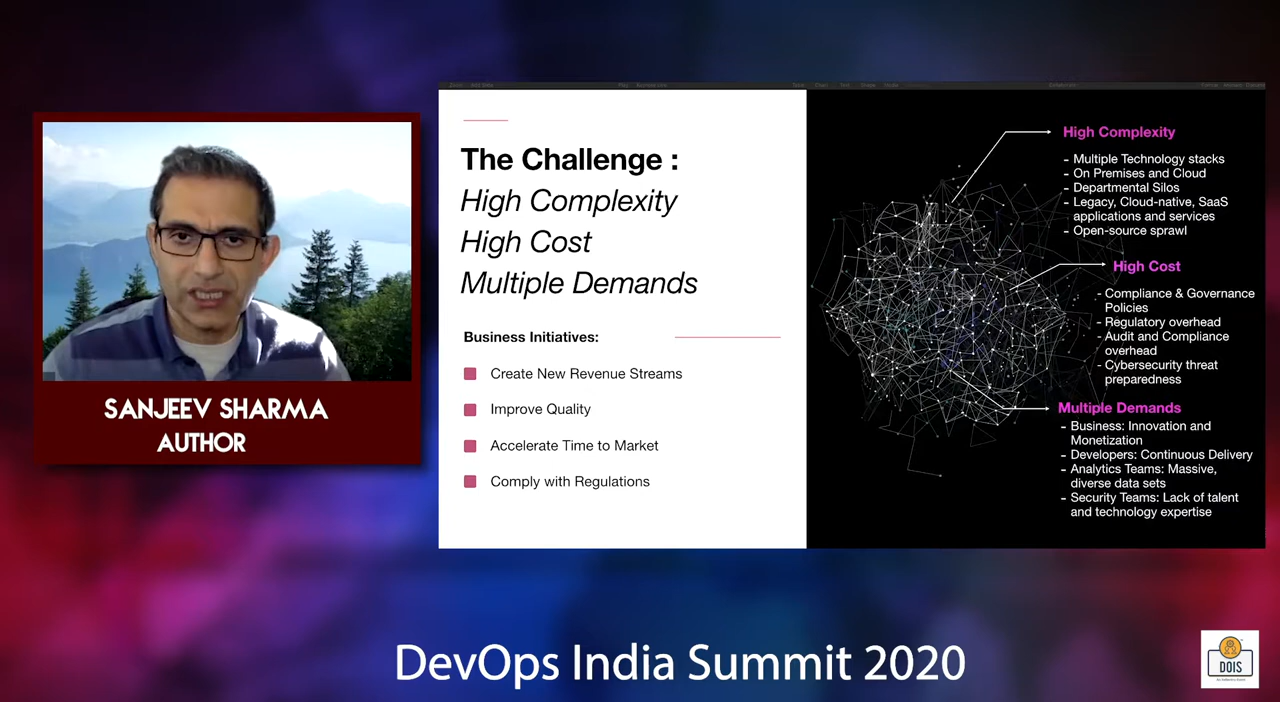 SANJEEV SHARMA
AUTHOR
The Challenge :
High Complexity
High Cost
Multiple Demands
Business Initiatives:
Create New Revenue Streams
Improve Quality
Accelerate Time to Market
Comply with Regulations
High Complexity
- Multiple Technology stacks
- On Premises and Cloud
- Departmental Silos
- Legacy, Cloud-native, SaaS
applications and services
- Open-source sprawl
High Cost
- Compliance & Governance
Policies
- Regulatory overhead
- Audit and Compliance
overhead
- Cybersecurity threat
preparedness
Multiple Demands
- Business: Innovation and
Monetization
- Developers: Continuous Delivery
- Analytics Teams: Massive,
diverse data sets
- Security Teams: Lack of talent
and technology expertise
DevOps India Summit 2020
DOIS